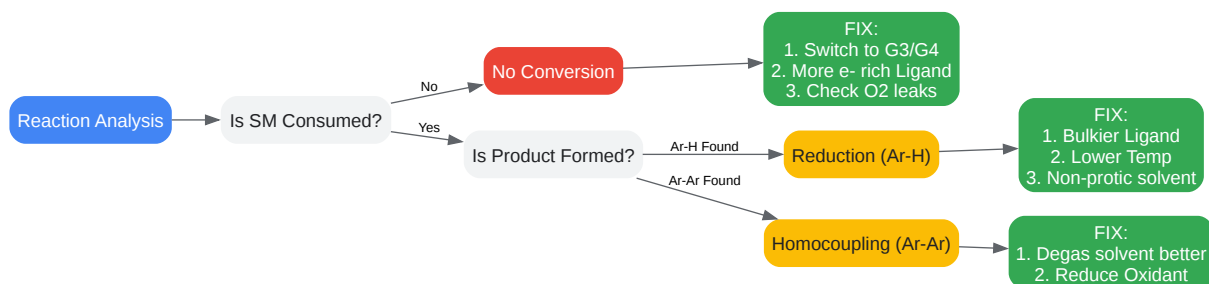 Reaction Analysis
Is SM Consumed?
No
Yes
No Conversion
FIX:
1. Switch to G3/G4
2. More e- rich Ligand
3. Check O2 leaks
Is Product Formed?
Ar-H Found
Ar-Ar Found
Reduction (Ar-H)
FIX:
1. Bulkier Ligand
2. Lower Temp
3. Non-protic solvent
Homocoupling (Ar-Ar)
FIX:
1. Degas solvent better
2. Reduce Oxidant